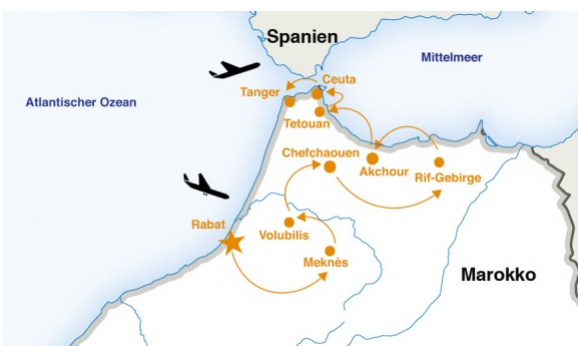 Spanien
Mittelmeer
Ceuta
Tanger
Atlantischer Ozean
Tetouan
Chefchaouen
Akchour
Rif-Gebirge
Rabat
Volubilis
Meknès
Marokko